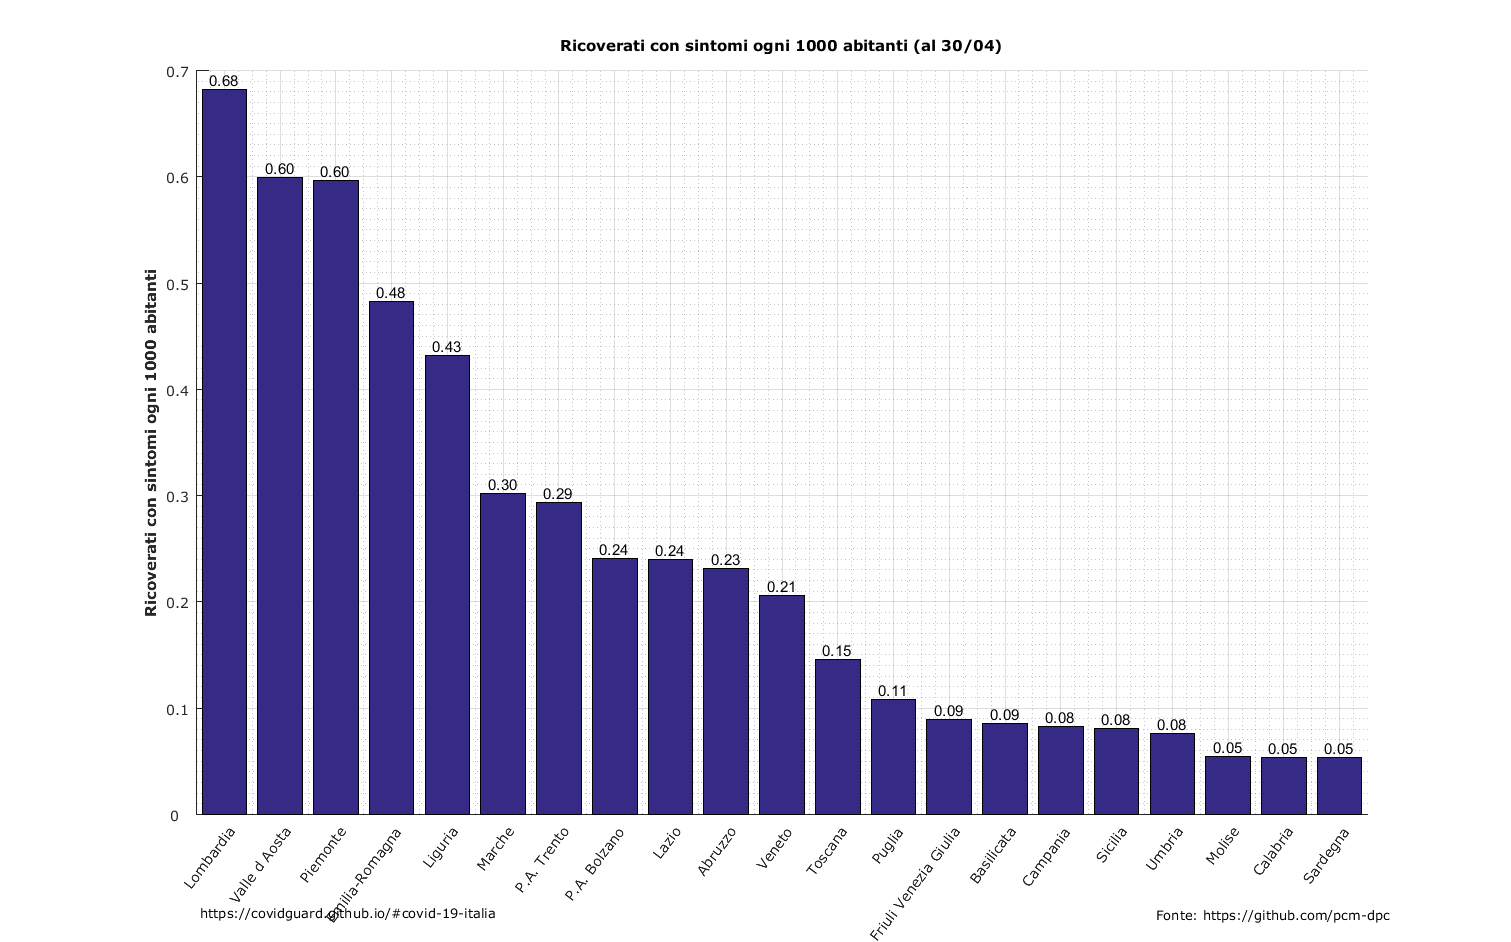 Ricoverati con sintomi ogni 1000 abitanti (al 30/04)
Ricoverati con sintomi ogni 1000 abitanti
0.7
0.6
0.5
0.4
0.3
0.2
0.1
0
0.68
0.60
0.60
0.48
0.43
0.30
0.29
0.24
0.24
0.23
0.21
0.15
0.11
0.09
0.09
0.08
0.08
0.08
0.05
0.05
0.05
Lombardia
Valle d Aosta
Piemonte
Emilia-Romagna
Liguria
Marche
P.A. Trento
P.A. Bolzano
Lazio
Abruzzo
Veneto
Toscana
Puglia
Friuli Venezia Giulia
Basilicata
Campania
Sicilia
Umbria
Molise
Calabria
Sardegna
https://covidguard.github.io/#covid-19-italia
Fonte: https://github.com/pcm-dpc